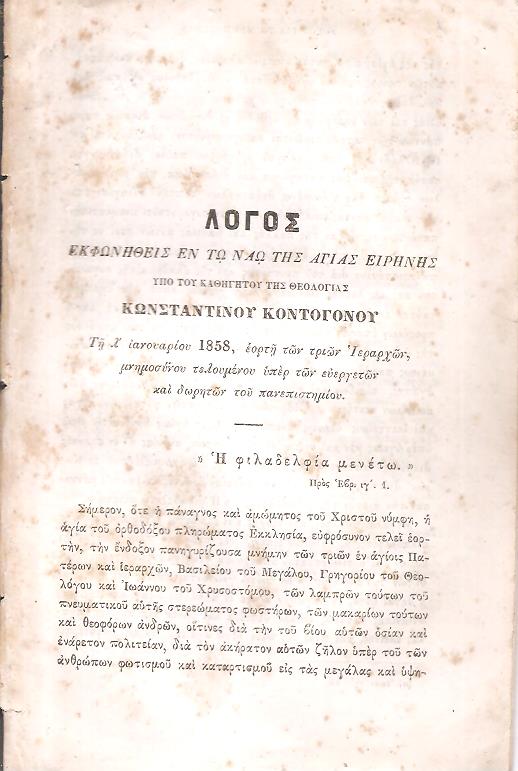 ΛΟΓΟΣ
ΕΚΦΩΝΗΘΕΙΣ ΕΝ Τῼ ΝΑῼ ΤΗΣ ΑΓΙΑΣ ΕΙΡΗΝΗΣ
ΥΠΟ ΤΟΥ ΚΑΘΗΓΗΤΟΥ ΤΗΣ ΘΕΟΛΟΓΙΑΣ
ΚΩΝΣΤΑΝΤΙΝΟΥ ΚΟΝΤΟΓΟΝΟΥ
Τῇ λ' ἰανουαρίου 1858, ἑορτῇ τῶν τριῶν Ἱεραρχῶν,
μνημοσύνου τελουμένου ὑπὲρ τῶν εὐεργετῶν
καὶ δωρητῶν τοῦ πανεπιστημίου.
» Ἡ φιλαδελφία μενέτω. »
Πρὸς Ἑβρ. ιγ'. 1.
Σήμερον, ὅτε ἡ πάναγνος καὶ ἀμώμητος τοῦ Χριστοῦ νύμφη, ἡ
ἁγία τοῦ ὀρθοδόξου πληρώματος Ἐκκλησία, εὐφρόσυνον τελεῖ ἑορ-
τὴν, τὴν ἔνδοξον πανηγυρίζουσα μνήμην τῶν τριῶν ἐν ἁγίοις Πα-
τέρων καὶ ἱεραρχῶν, Βασιλείου τοῦ Μεγάλου, Γρηγορίου τοῦ Θεο-
λόγου καὶ Ἰωάννου τοῦ Χρυσοστόμου, τῶν λαμπρῶν τούτων τοῦ
πνευματικοῦ αὐτῆς στερεώματος φωστήρων, τῶν μακαρίων τούτων
καὶ θεοφόρων ἀνδρῶν, οἵτινες διὰ τὴν τοῦ βίου αὐτῶν ὁσίαν καὶ
ἐνάρετον πολιτείαν, διὰ τὸν ἀκήρατον αὐτῶν ζῆλον ὑπὲρ τοῦ τῶν
ἀνθρώπων φωτισμοῦ καὶ καταρτισμοῦ εἰς τὰς μεγάλας καὶ ὑψη-